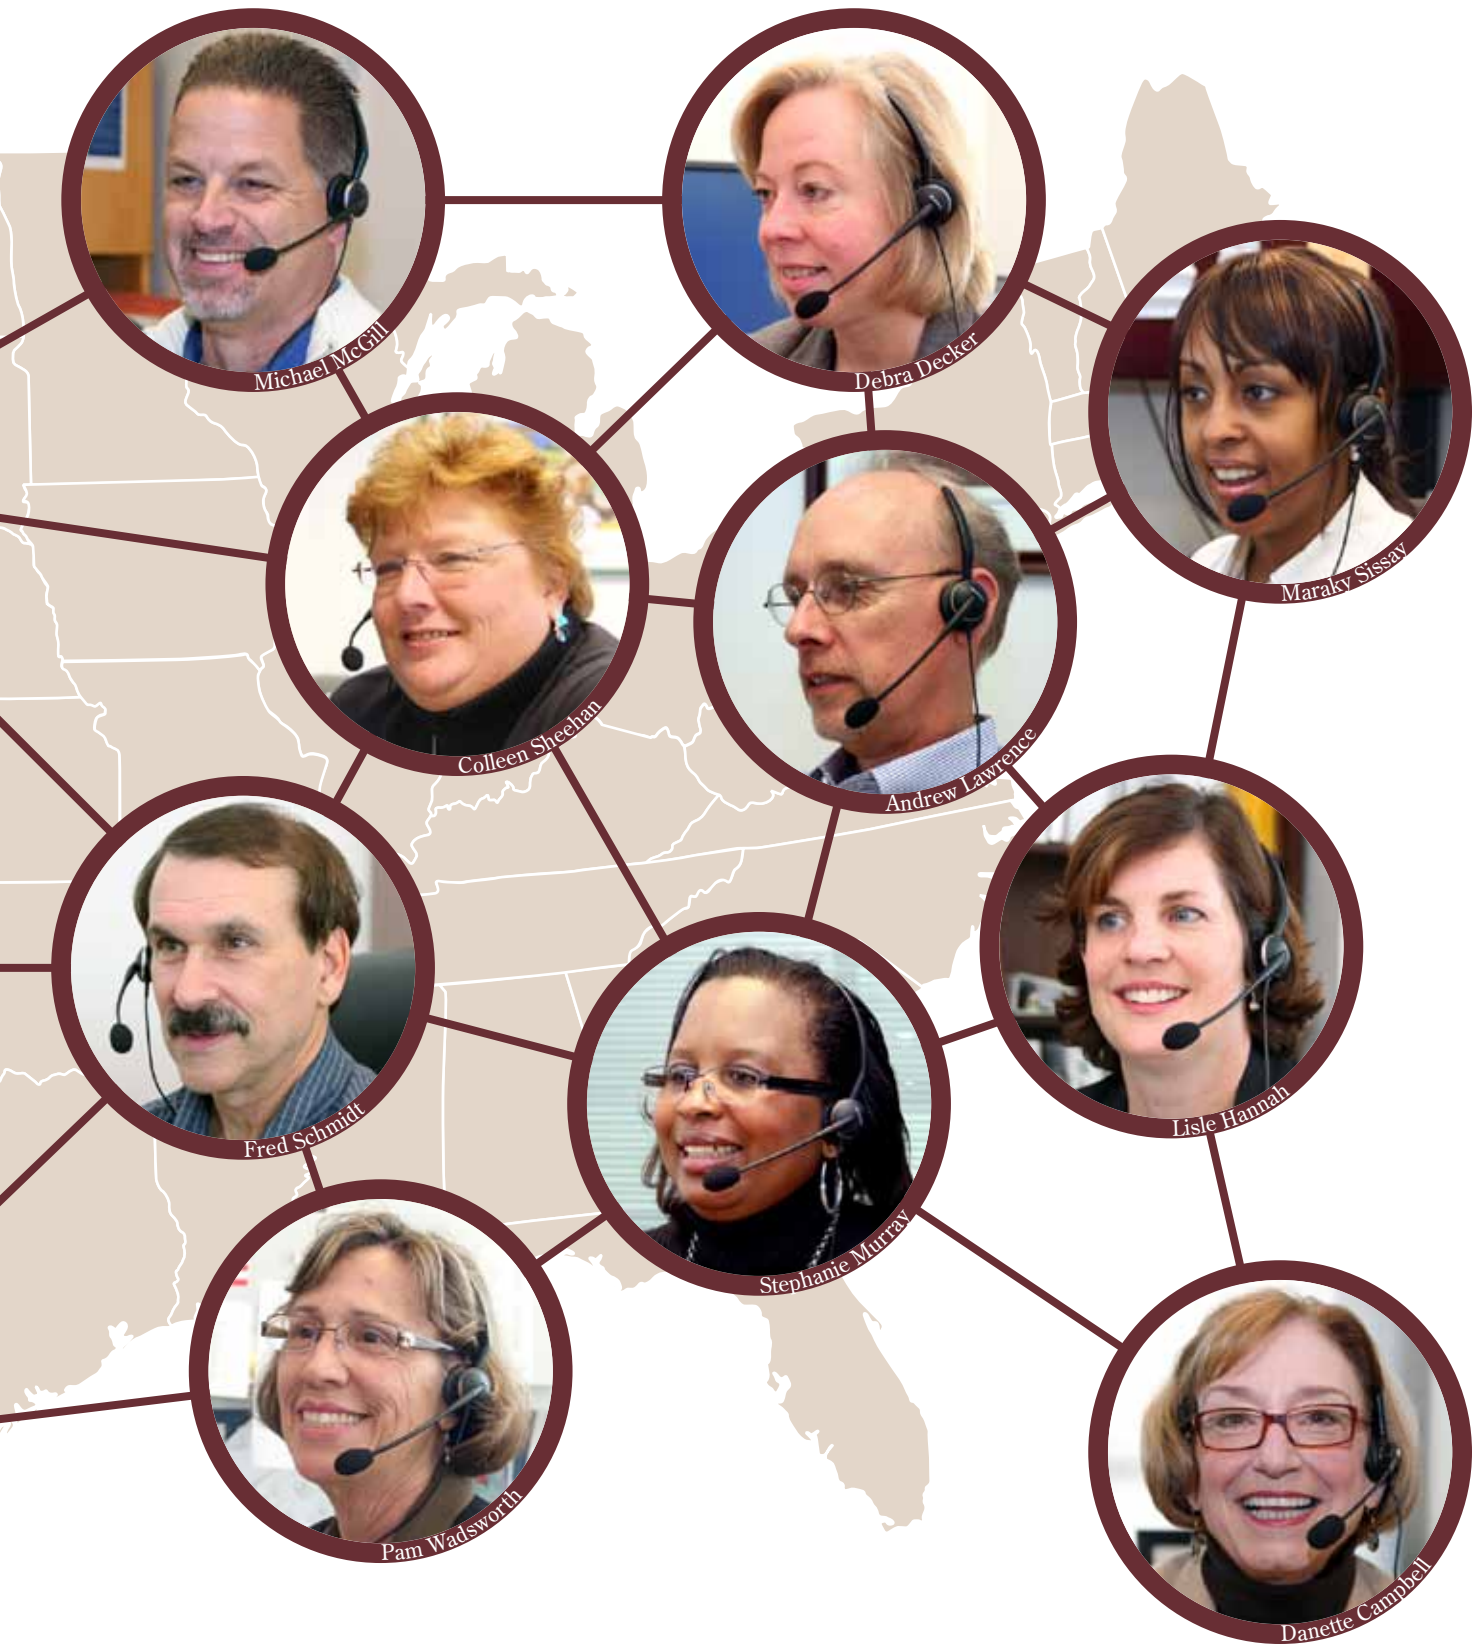 Michael McGill
Debra Decker
Maraky Sissay
Colleen Sheehan
Andrew Lawrence
Fred Schmidt
Lisle Hannah
Stephanie Murray
Pam Wadsworth
Danette Campbell